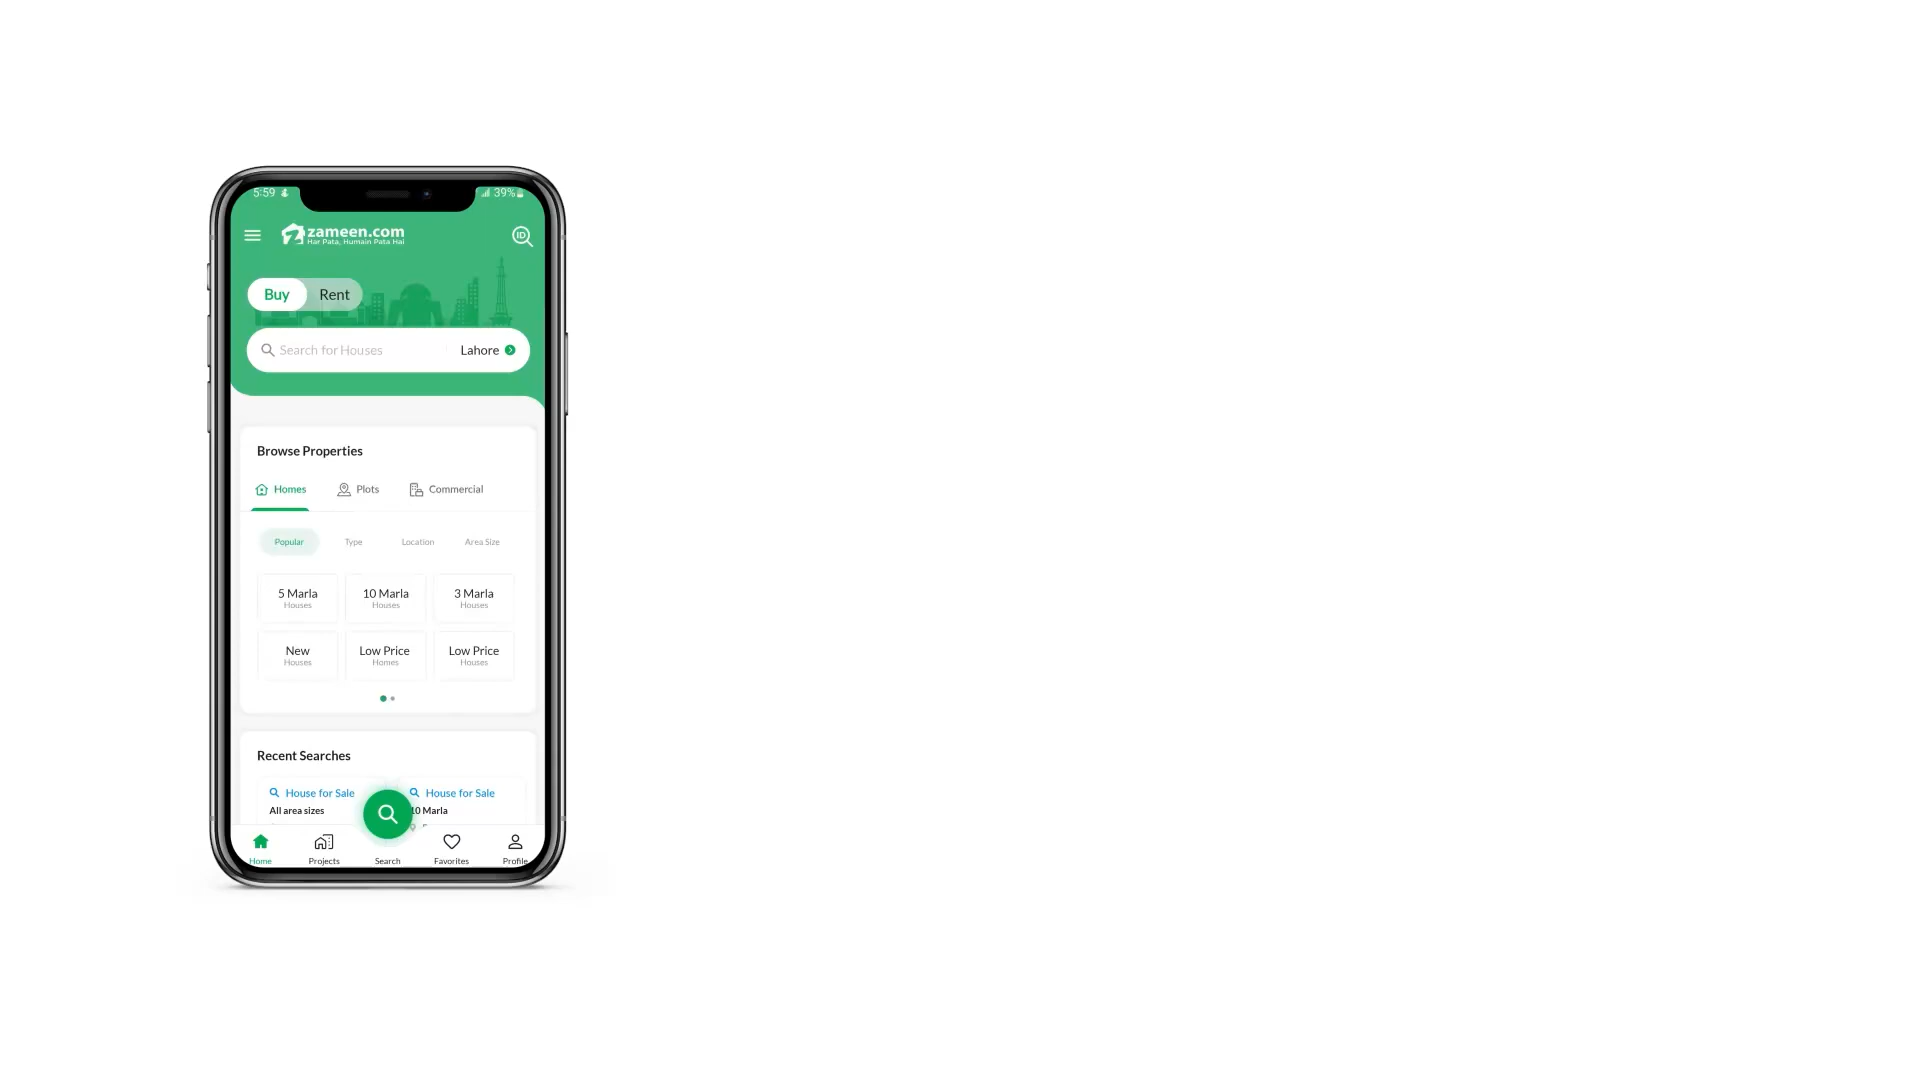 5:59
39%
zameen.com
Har Pata, Humain Pata Hai
ID
Buy Rent
Search for Houses Lahore
Browse Properties
Homes Plots Commercial
Popular Type Location Area Size
5 Marla 10 Marla 3 Marla
Houses Houses Houses
New Low Price Low Price
Houses Homes Houses
Recent Searches
House for Sale House for Sale
All area sizes 10 Marla
Home Projects Search Favorites Profile